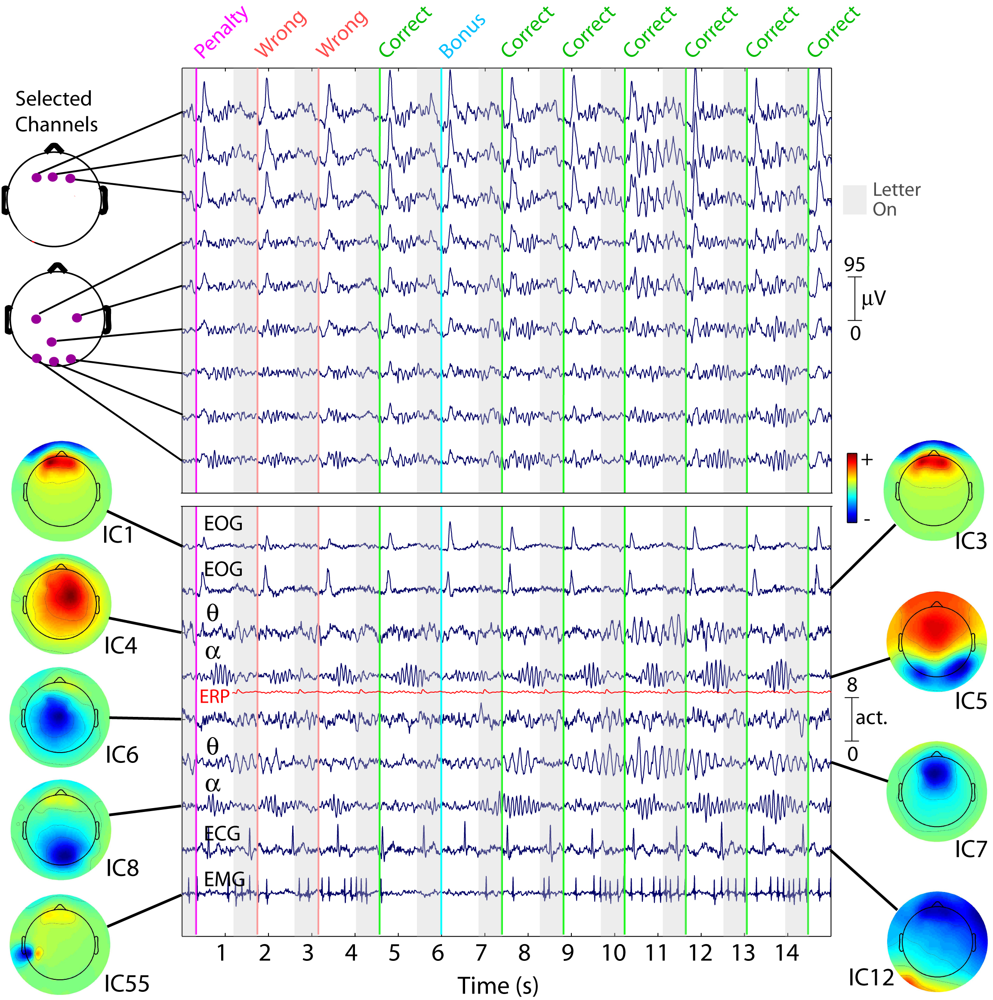 Penalty
Wrong
Wrong
Correct
Bonus
Correct
Correct
Correct
Correct
Correct
Correct
Selected
Channels
Letter
On
95
μV
0
+
-
EOG
IC1
IC3
EOG
θ
IC4
α
ERP
8
IC5
act.
θ
0
IC6
α
ECG
IC7
IC8
EMG
1 2 3 4 5 6 7 8 9 10 11 12 13 14
IC55
Time (s)
IC12